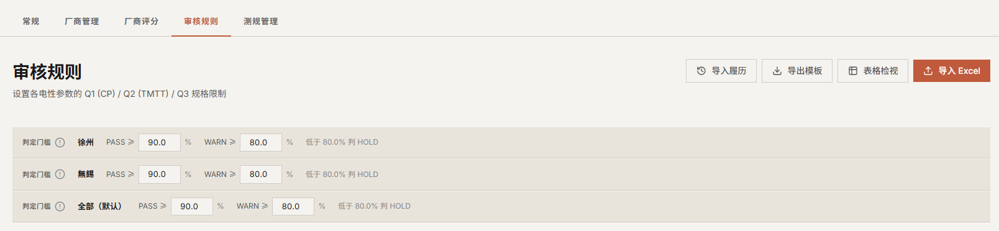 常规 厂商管理 厂商评分 审核规则 测规管理
审核规则
导入履历 导出模板 表格检视 导入 Excel
设置各电性参数的 Q1 (CP) / Q2 (TMTT) / Q3 规格限制
判定门槛 徐州 PASS ≥ 90.0 % WARN ≥ 80.0 % 低于 80.0% 判 HOLD
判定门槛 無錫 PASS ≥ 90.0 % WARN ≥ 80.0 % 低于 80.0% 判 HOLD
判定门槛 全部（默认） PASS ≥ 90.0 % WARN ≥ 80.0 % 低于 80.0% 判 HOLD